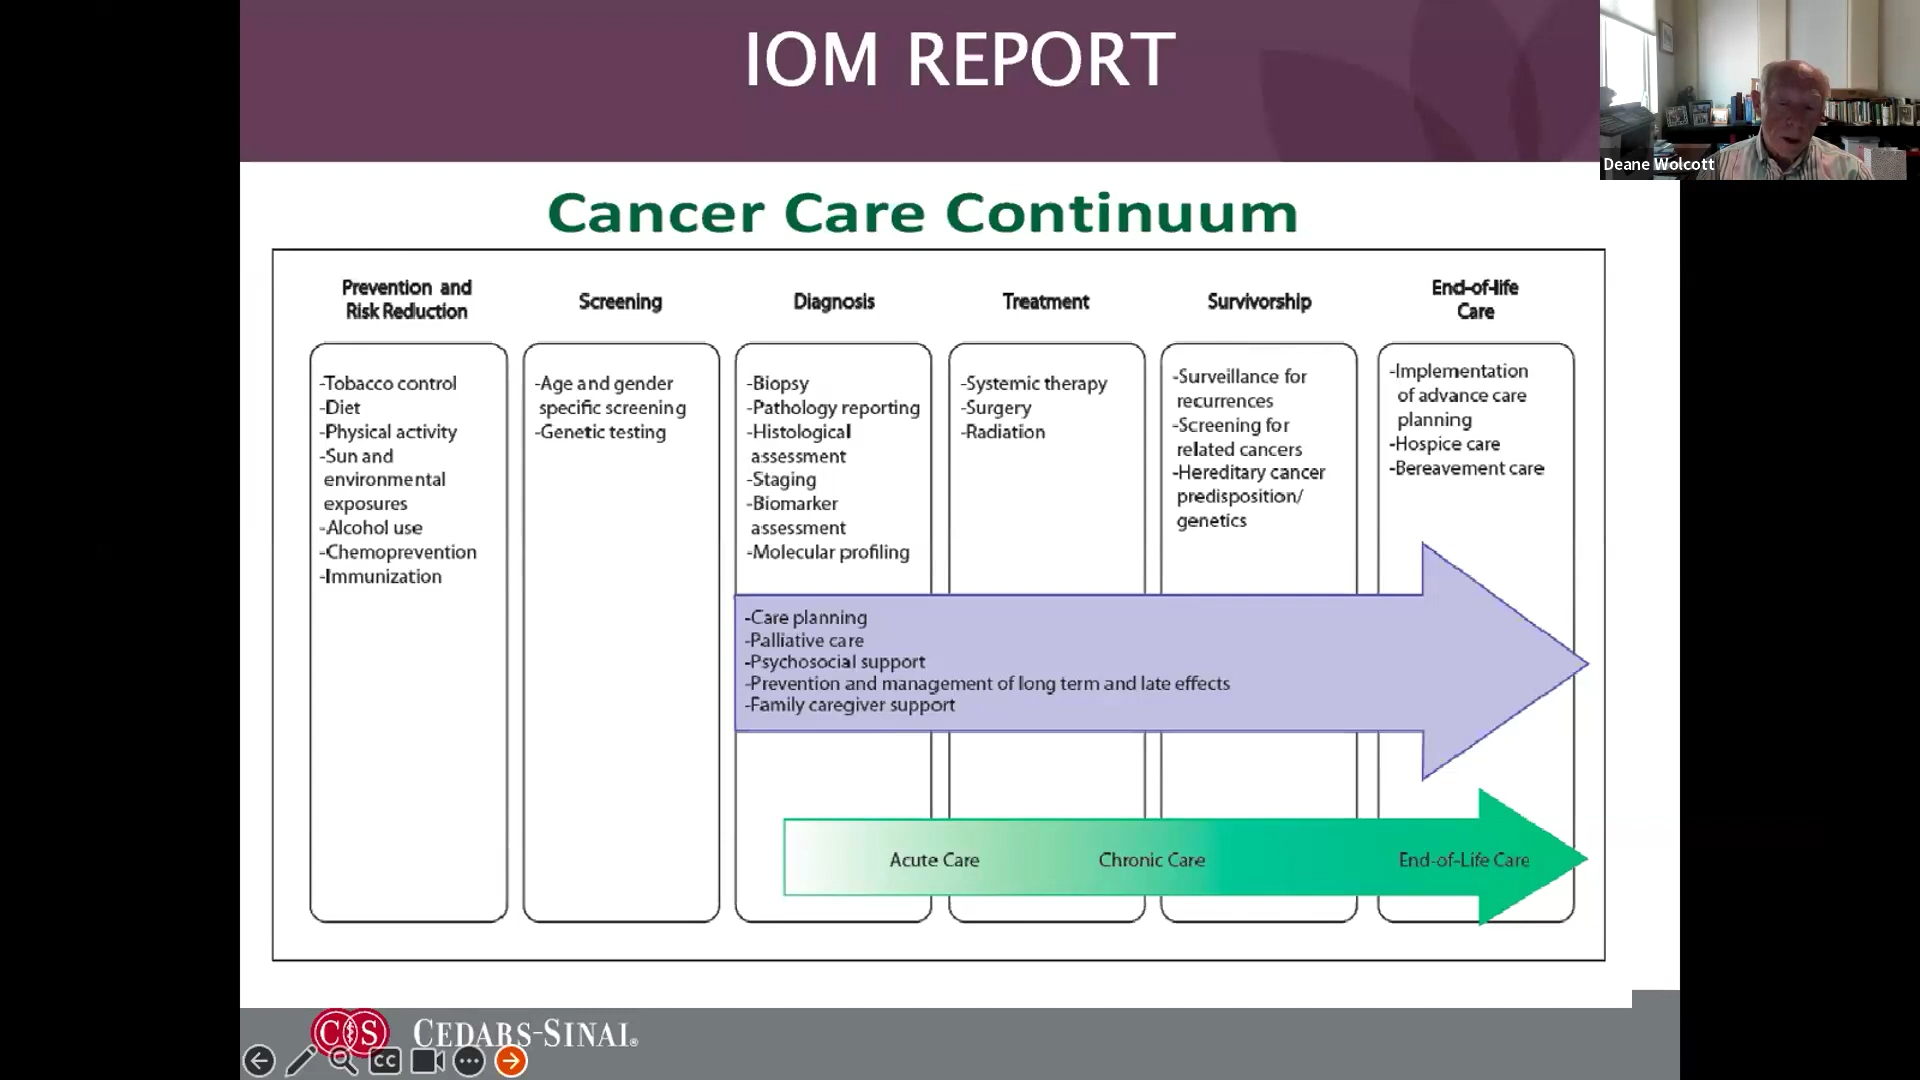 IOM REPORT
Deane Wolcott
Cancer Care Continuum
Prevention and
Risk Reduction
-Tobacco control
-Diet
-Physical activity
-Sun and
environmental
exposures
-Alcohol use
-Chemoprevention
-Immunization
Screening
-Age and gender
specific screening
-Genetic testing
Diagnosis
-Biopsy
-Pathology reporting
-Histological
assessment
-Staging
-Biomarker
assessment
-Molecular profiling
Treatment
-Systemic therapy
-Surgery
-Radiation
Survivorship
-Surveillance for
recurrences
-Screening for
related cancers
-Hereditary cancer
predisposition/
genetics
End-of-life
Care
-Implementation
of advance care
planning
-Hospice care
-Bereavement care
-Care planning
-Palliative care
-Psychosocial support
-Prevention and management of long term and late effects
-Family caregiver support
Acute Care
Chronic Care
End-of-Life Care
CS
CEDARS-SINAI®
CC